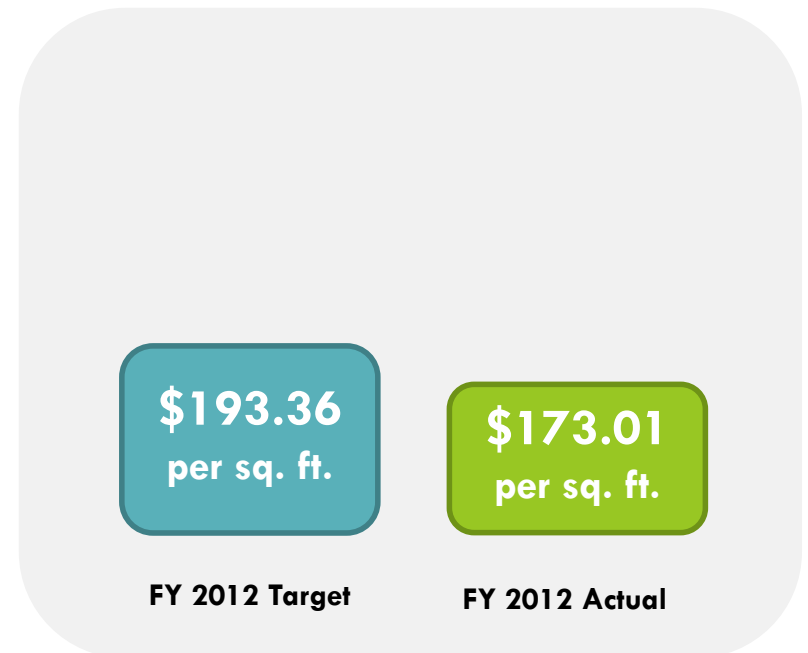 $193.36
per sq. ft.
$173.01
per sq. ft.
FY 2012 Target
FY 2012 Actual